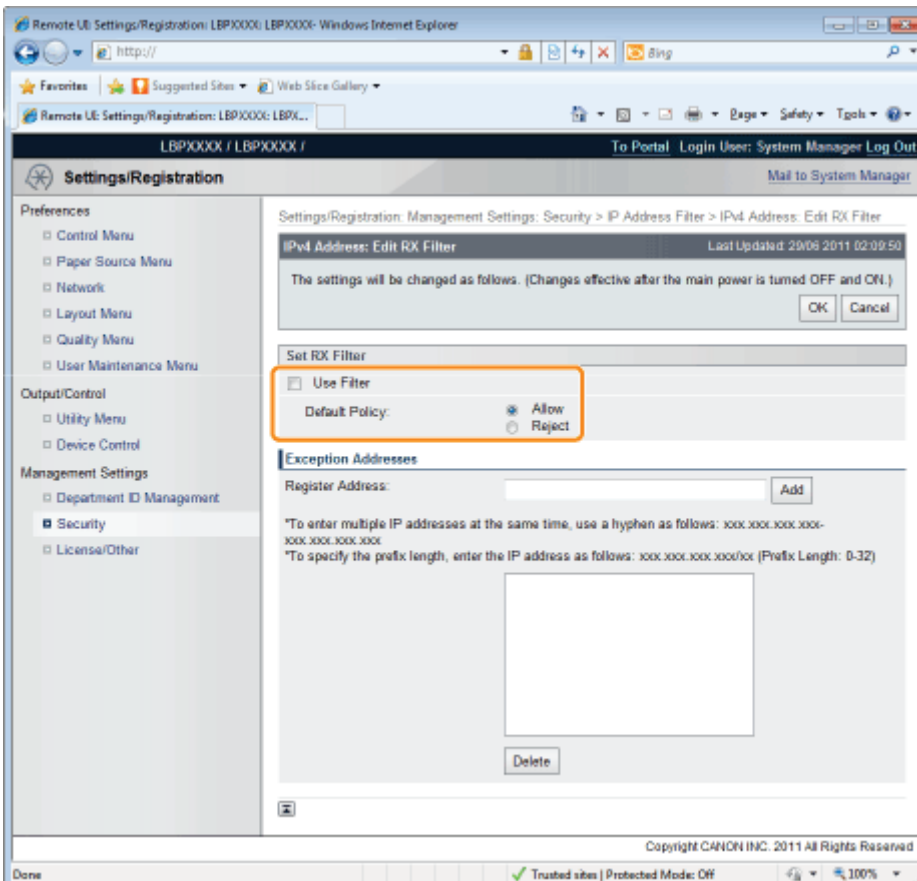 Remote UI: Settings/Registration: LBPXXXX: LBPXXXX- Windows Internet Explorer
http://
Bing
Favorites Suggested Sites Web Slice Gallery
Remote UI: Settings/Registration: LBPXXXX: LBPX... Page Safety Tools
LBPXXXX / LBPXXXX / To Portal Login User: System Manager Log Out
Settings/Registration Mail to System Manager
Preferences
Control Menu
Paper Source Menu
Network
Layout Menu
Quality Menu
User Maintenance Menu
Output/Control
Utility Menu
Device Control
Management Settings
Department ID Management
Security
License/Other
Settings/Registration: Management Settings: Security > IP Address Filter > IPv4 Address: Edit RX Filter
IPv4 Address: Edit RX Filter Last Updated: 29/06 2011 02:09:50
The settings will be changed as follows. (Changes effective after the main power is turned OFF and ON.)
OK Cancel
Set RX Filter
Use Filter
Default Policy: Allow
Reject
Exception Addresses
Register Address: Add
*To enter multiple IP addresses at the same time, use a hyphen as follows: xxx.xxx.xxx.xxx-
xxx.xxx.xxx.xxx
*To specify the prefix length, enter the IP address as follows: xxx.xxx.xxx.xxx/xx (Prefix Length: 0-32)
Delete
Copyright CANON INC. 2011 All Rights Reserved
Done Trusted sites | Protected Mode: Off 100%